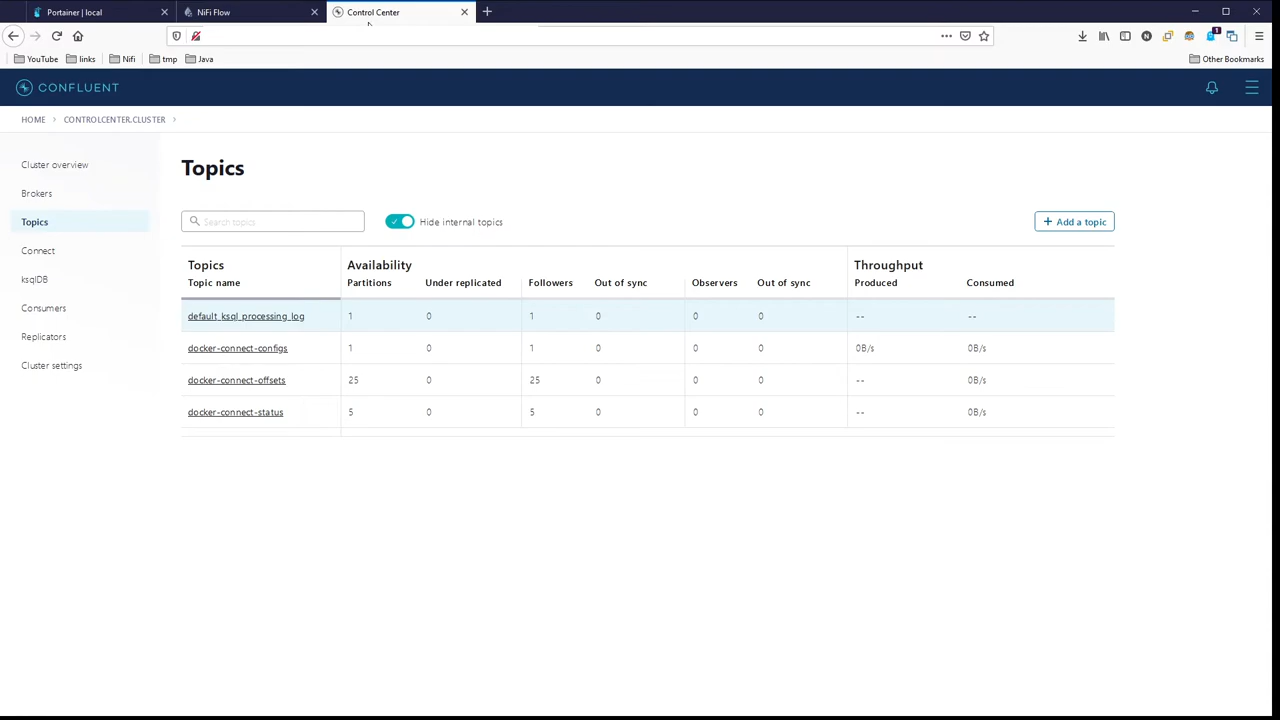 Portainer | local
NiFi Flow
Control Center
YouTube
links
Nifi
tmp
Java
Other Bookmarks
1
CONFLUENT
HOME > CONTROLCENTER.CLUSTER >
Cluster overview
Brokers
Topics
Connect
ksqlDB
Consumers
Replicators
Cluster settings
Topics
Search topics
Hide internal topics
+ Add a topic
Topics Availability Throughput
Topic name Partitions Under replicated Followers Out of sync Observers Out of sync Produced Consumed
default_ksql_processing_log 1 0 1 0 0 0 -- --
docker-connect-configs 1 0 1 0 0 0 0B/s 0B/s
docker-connect-offsets 25 0 25 0 0 0 -- 0B/s
docker-connect-status 5 0 5 0 0 0 -- 0B/s